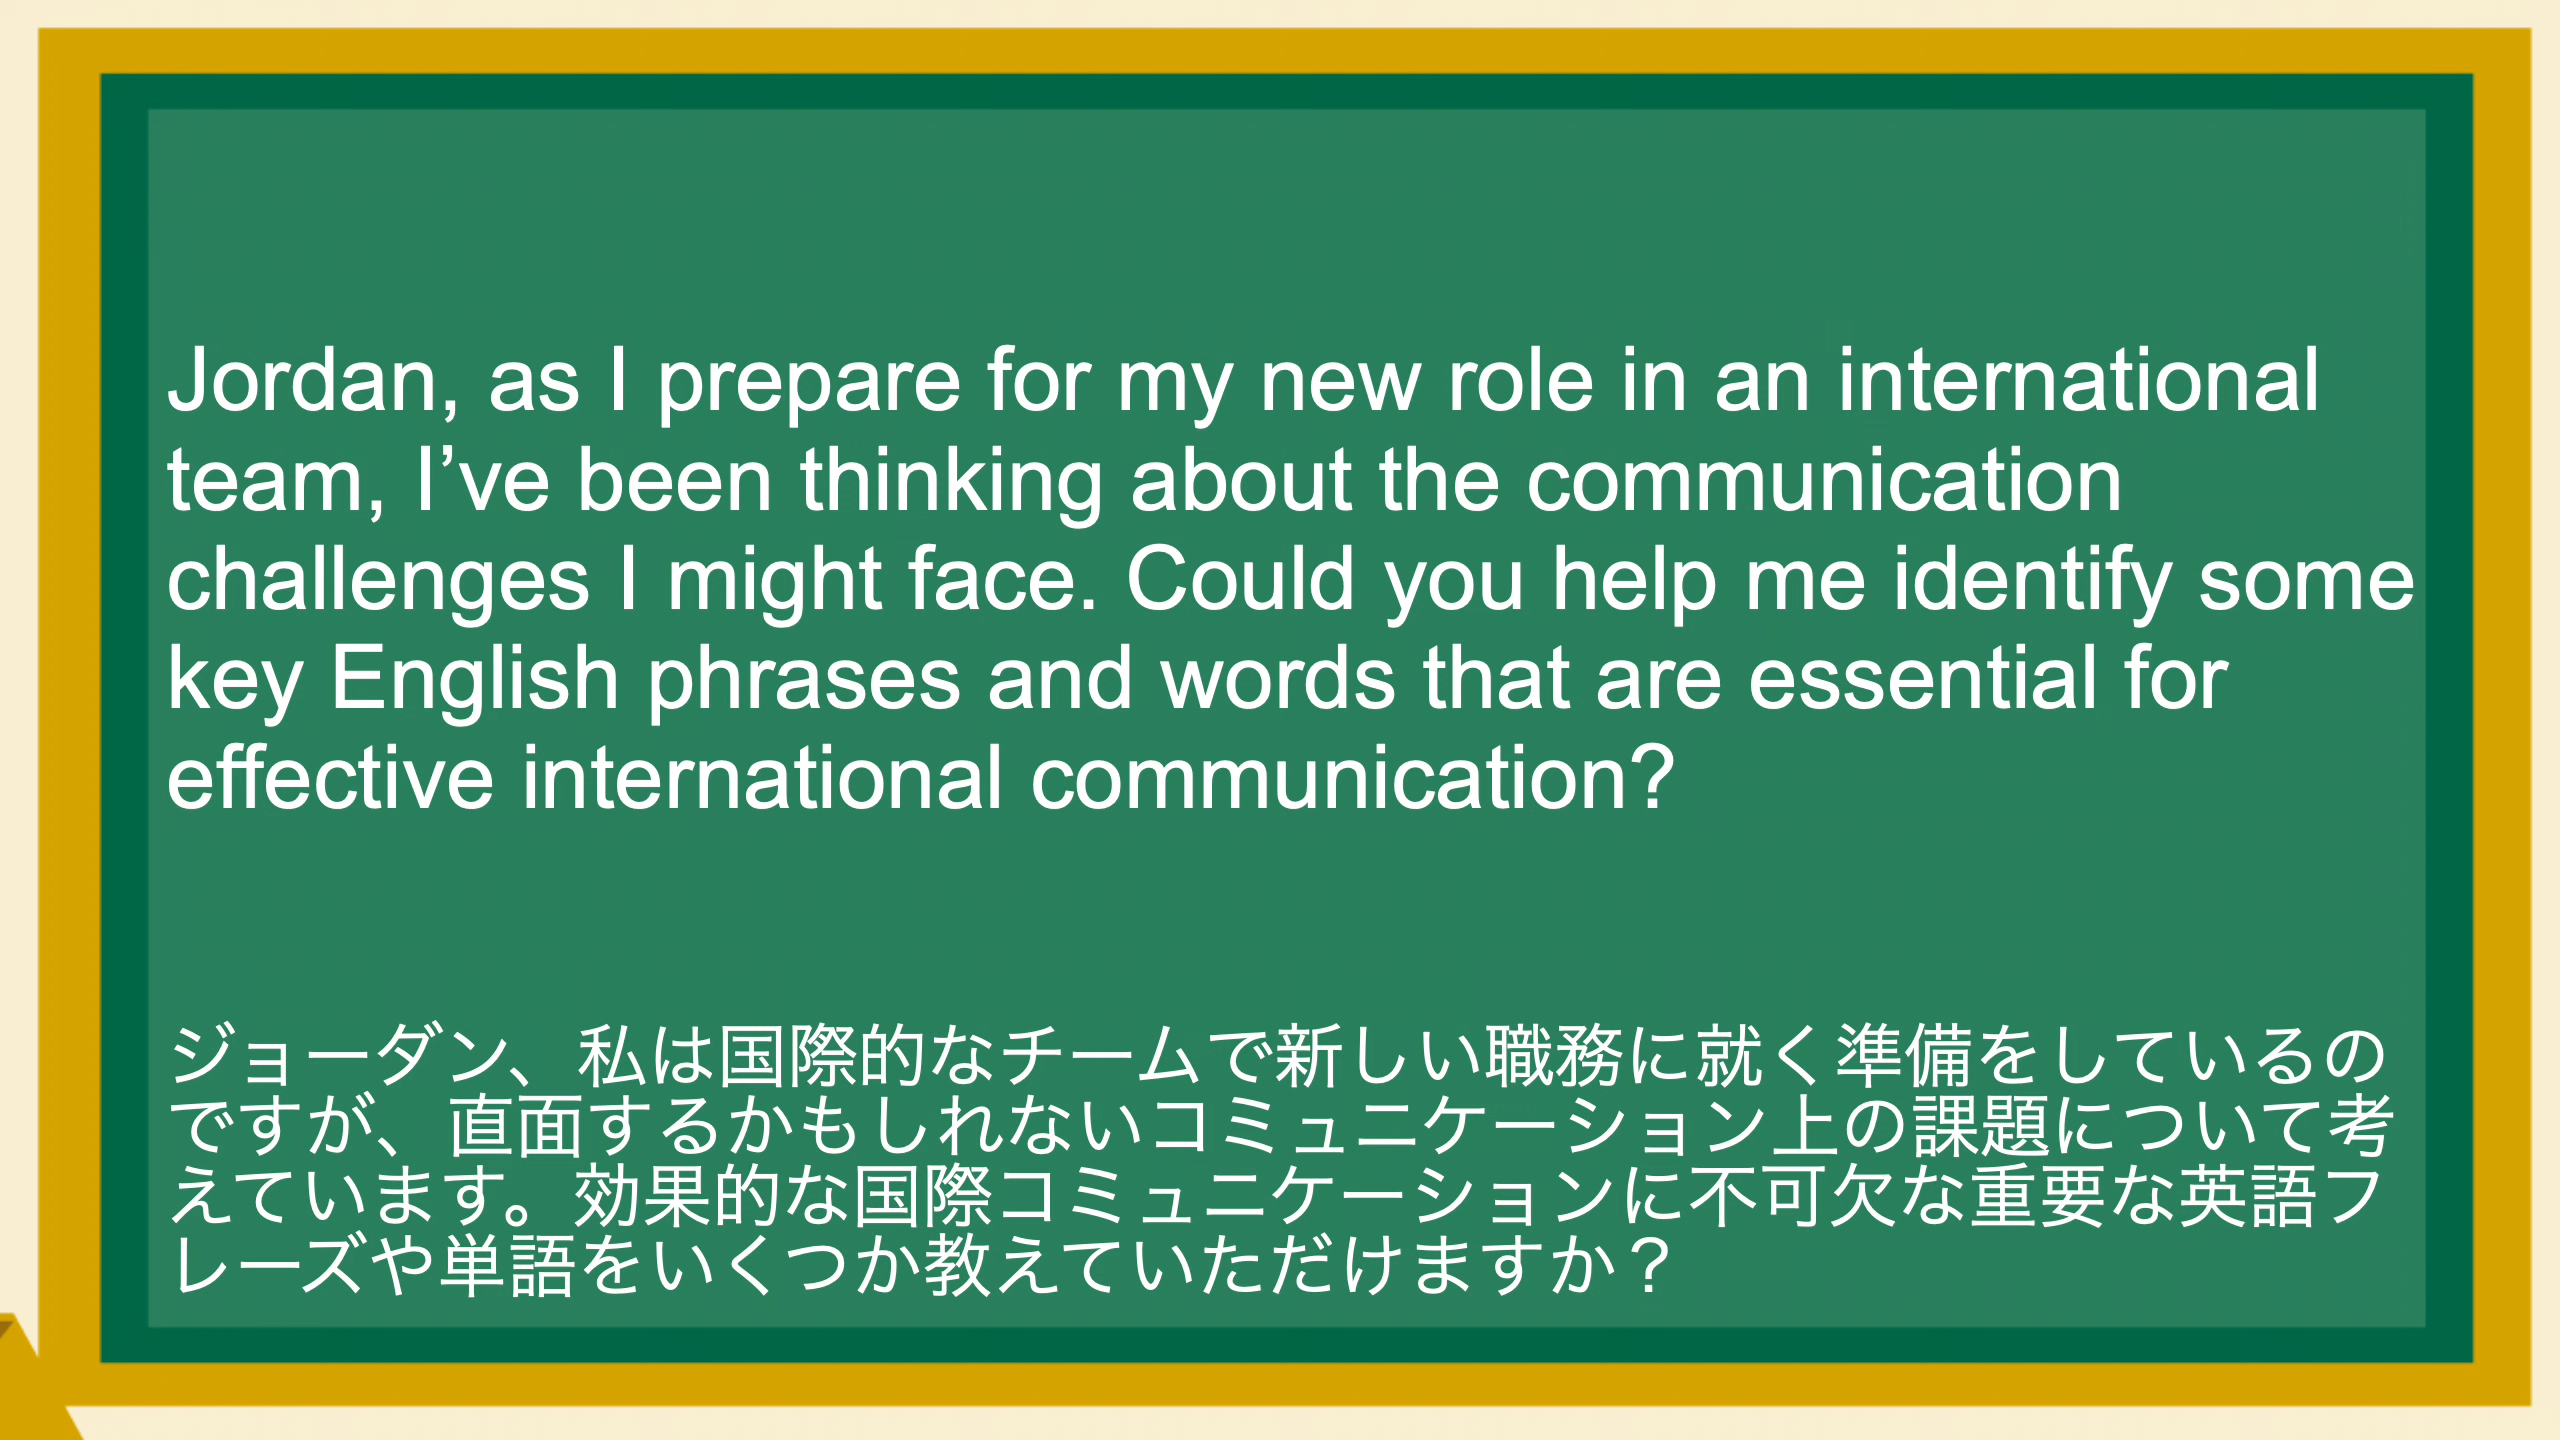 Jordan, as I prepare for my new role in an international
team, I’ve been thinking about the communication
challenges I might face. Could you help me identify some
key English phrases and words that are essential for
effective international communication?
ジョーダン、私は国際的なチームで新しい職務に就く準備をしているの
ですが、直面するかもしれないコミュニケーション上の課題について考
えています。効果的な国際コミュニケーションに不可欠な重要な英語フ
レーズや単語をいくつか教えていただけますか？